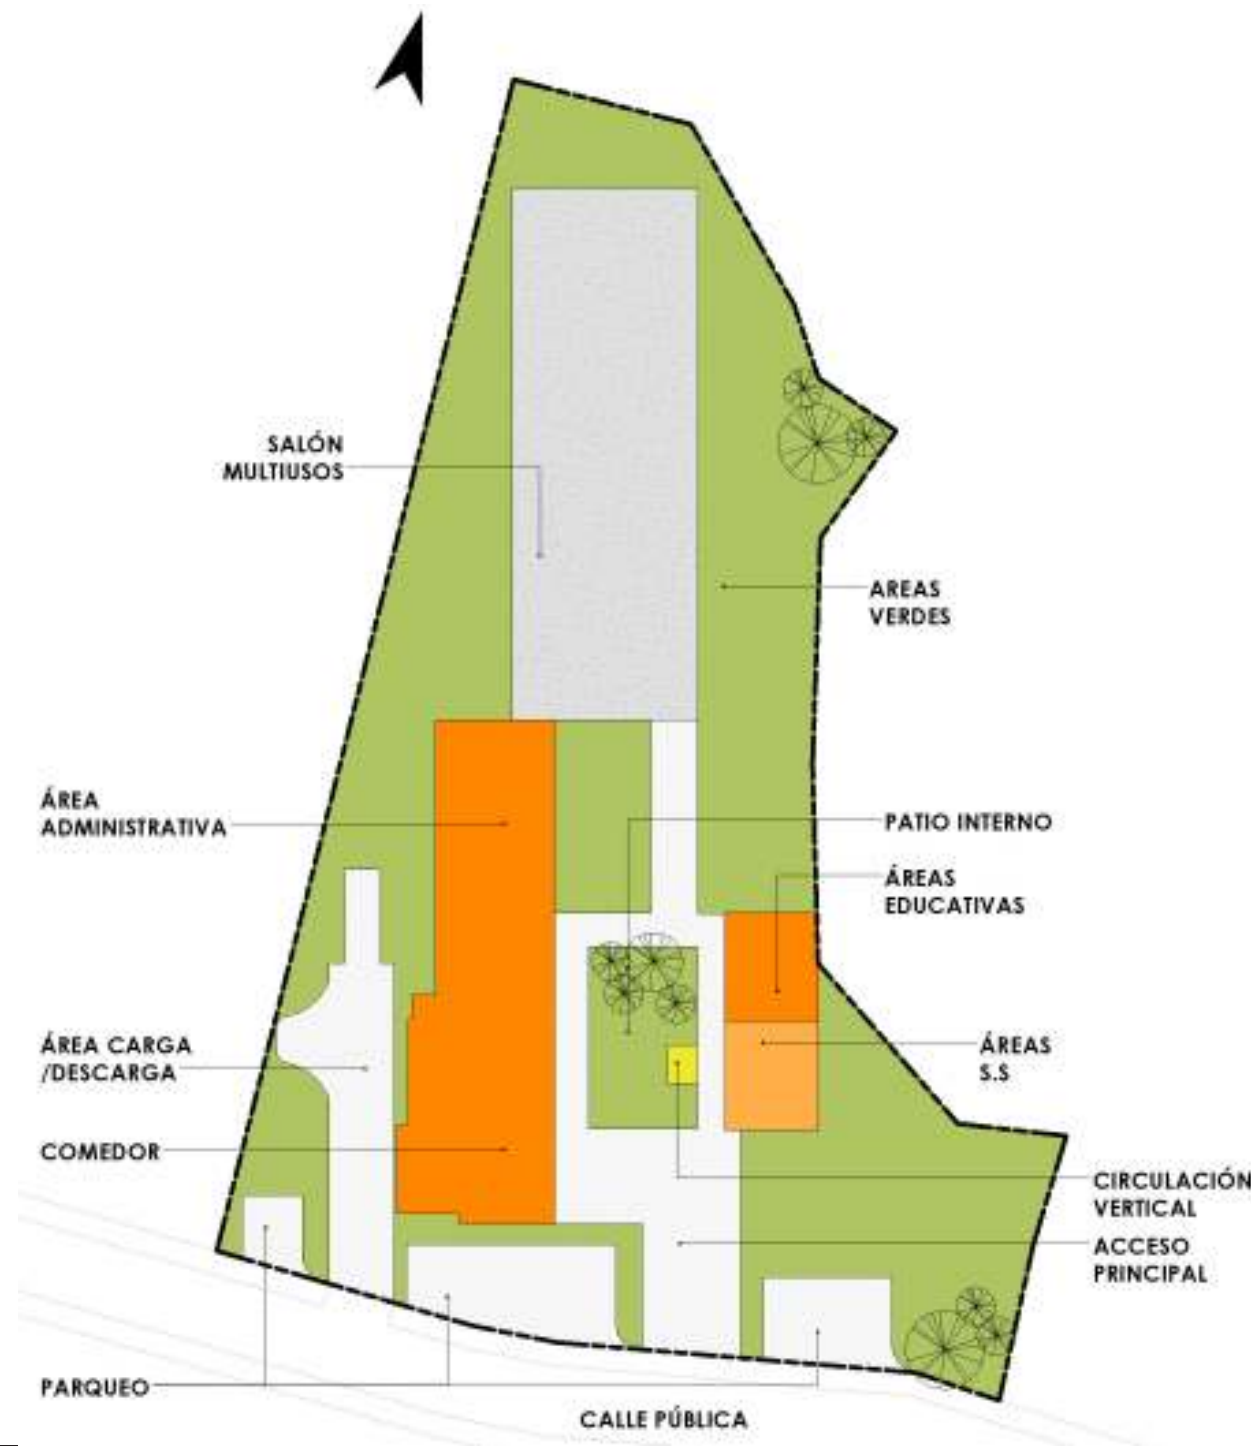 SALÓN
MULTIUSOS
AREAS
VERDES
ÁREA
ADMINISTRATIVA
PATIO INTERNO
ÁREAS
EDUCATIVAS
ÁREA CARGA
/DESCARGA
ÁREAS
S.S
COMEDOR
CIRCULACIÓN
VERTICAL
ACCESO
PRINCIPAL
PARQUEO
CALLE PÚBLICA